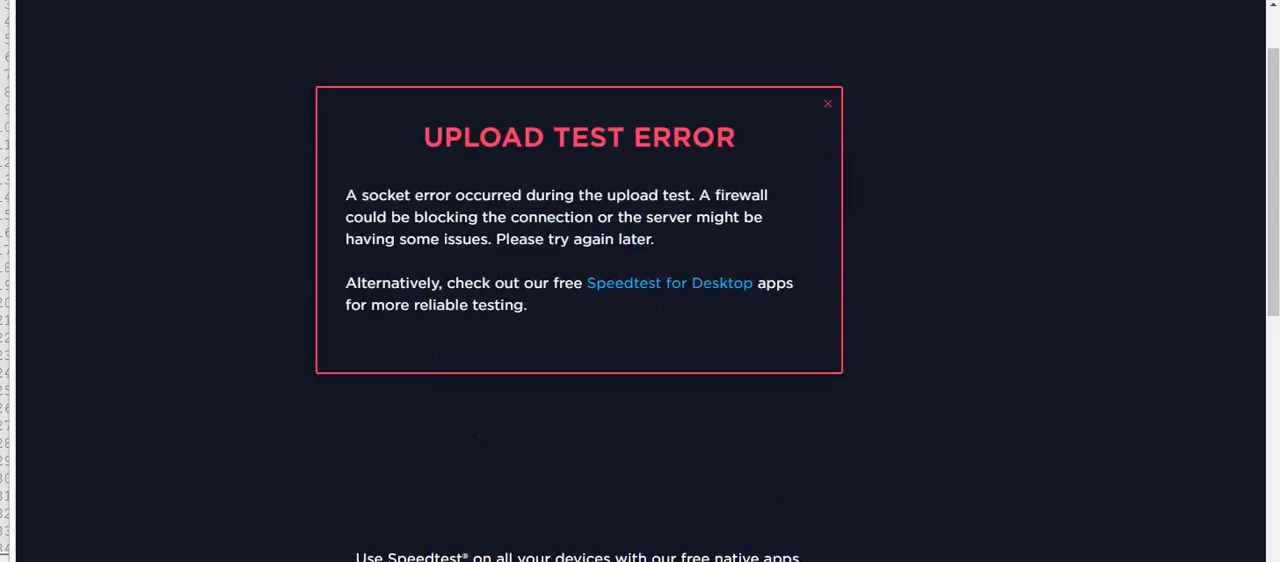 UPLOAD TEST ERROR
A socket error occurred during the upload test. A firewall
could be blocking the connection or the server might be
having some issues. Please try again later.
Alternatively, check out our free Speedtest for Desktop apps
for more reliable testing.
Use Speedtest® on all your devices with our free native apps